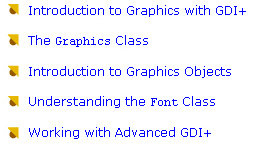 Introduction to Graphics with GDI+
The Graphics Class
Introduction to Graphics Objects
Understanding the Font Class
Working with Advanced GDI+